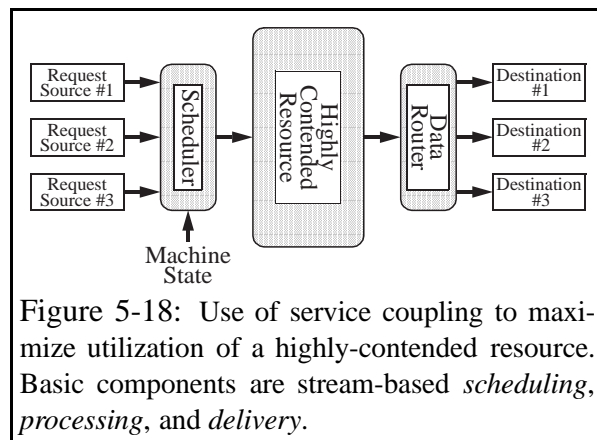 Request
Source #1
Request
Source #2
Request
Source #3
Scheduler
Machine
State
Highly
Contended
Resource
Data
Router
Destination
#1
Destination
#2
Destination
#3
Figure 5-18: Use of service coupling to maxi-
mize utilization of a highly-contended resource.
Basic components are stream-based scheduling,
processing, and delivery.